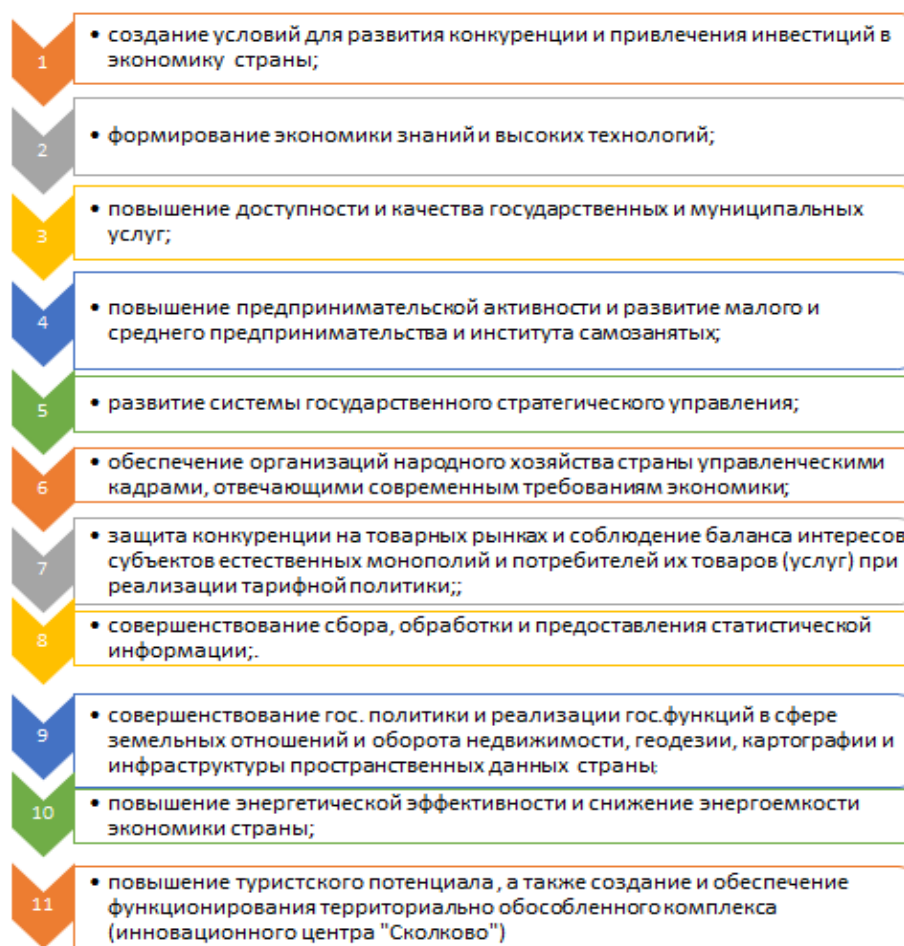 1
• создание условий для развития конкуренции и привлечения инвестиций в
экономику страны;
2
• формирование экономики знаний и высоких технологий;
3
• повышение доступности и качества государственных и муниципальных
услуг;
4
• повышение предпринимательской активности и развитие малого и
среднего предпринимательства и института самозанятых;
5
• развитие системы государственного стратегического управления;
6
• обеспечение организаций народного хозяйства страны управленческими
кадрами, отвечающими современным требованиям экономики;
7
• защита конкуренции на товарных рынках и соблюдение баланса интересов
субъектов естественных монополий и потребителей их товаров (услуг) при
реализации тарифной политики;;
8
• совершенствование сбора, обработки и предоставления статистической
информации;.
9
• совершенствование гос. политики и реализации гос.функций в сфере
земельных отношений и оборота недвижимости, геодезии, картографии и
инфраструктуры пространственных данных страны;
10
• повышение энергетической эффективности и снижение энергоемкости
экономики страны;
11
• повышение туристского потенциала, а также создание и обеспечение
функционирования территориально обособленного комплекса
(инновационного центра "Сколково")